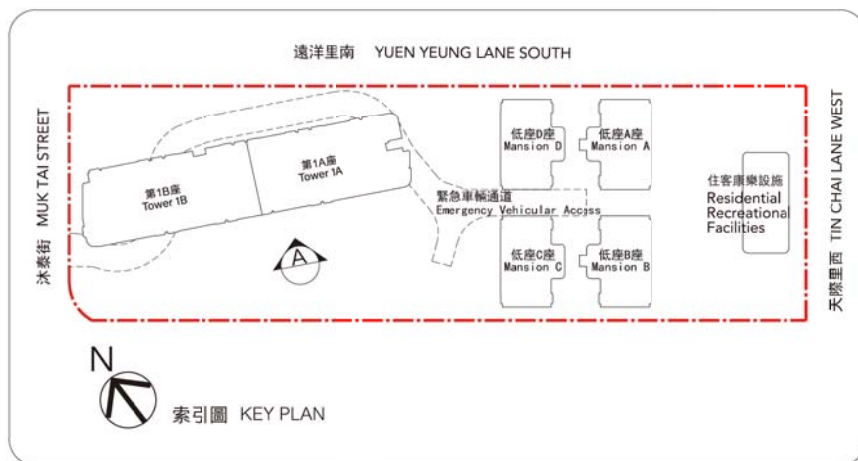 遠洋里南 YUEN YEUNG LANE SOUTH
沐泰街 MUK TAI STREET
第1B座
Tower 1B
第1A座
Tower 1A
低座D座
Mansion D
低座A座
Mansion A
緊急車輛通道
Emergency Vehicular Access
低座C座
Mansion C
低座B座
Mansion B
住客康樂設施
Residential
Recreational
Facilities
天際里西 TIN CHAI LANE WEST
A
N
索引圖 KEY PLAN